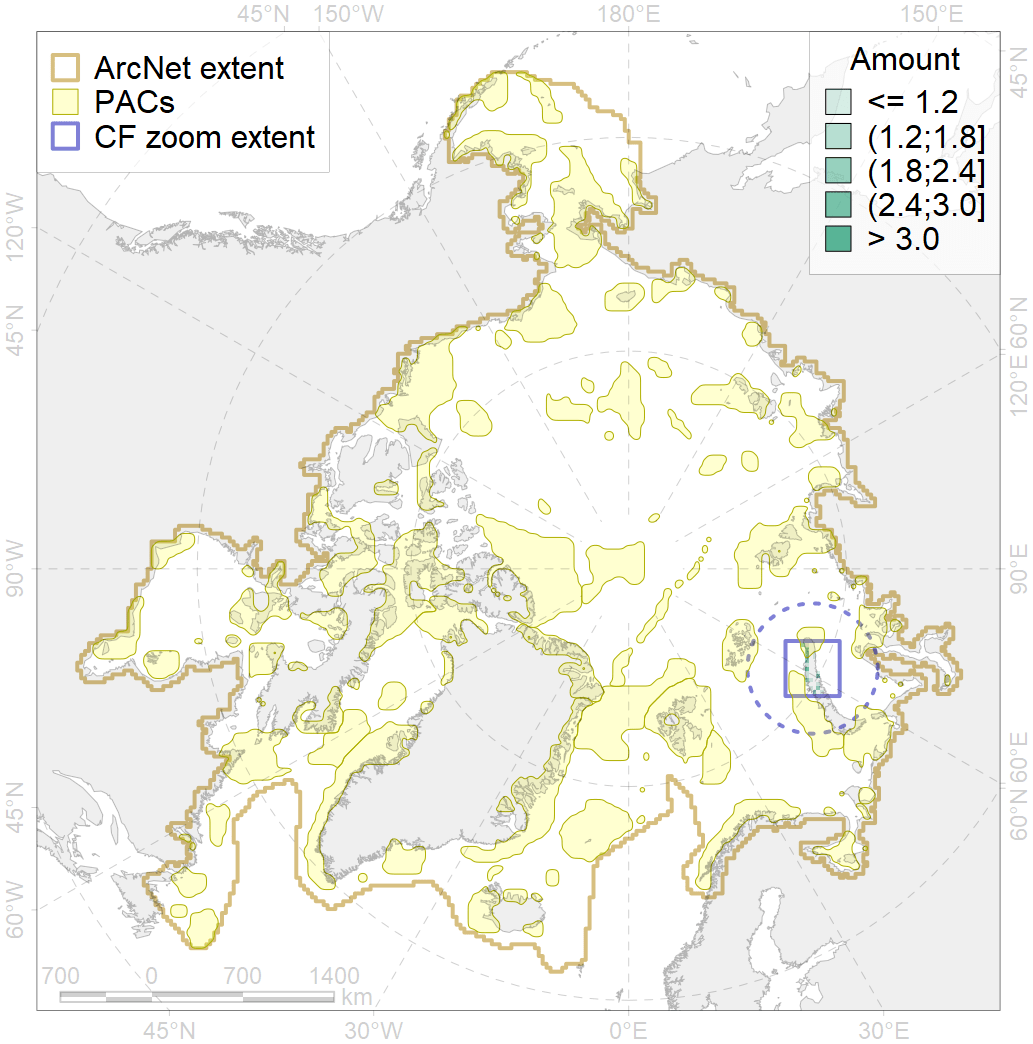 45°N 150°W 180°E 150°E
ArcNet extent
PACs
CF zoom extent
Amount
<= 1.2
(1.2;1.8]
(1.8;2.4]
(2.4;3.0]
> 3.0
45°N
120°W
45°N
60°N
120°E
90°W
90°E
45°N
60°E
60°N
60°W
700 0 700 1400
km
45°N 30°W 0°E 30°E